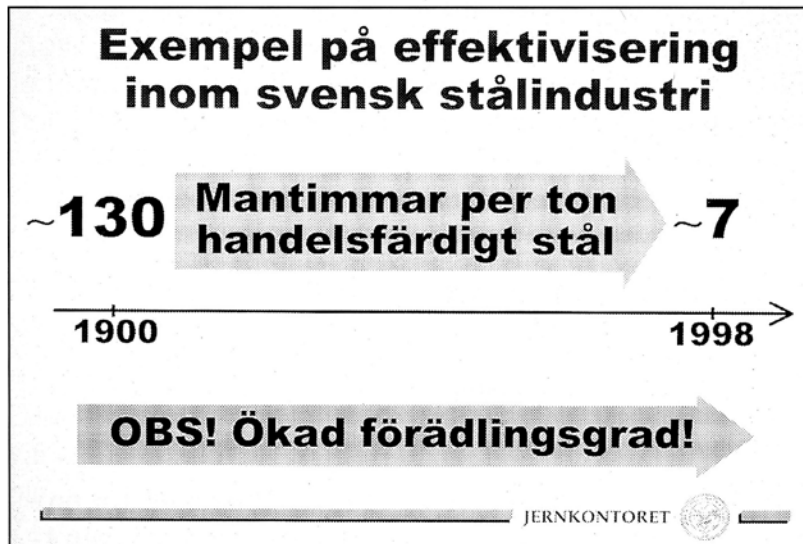 Exempel på effektivisering
inom svensk stålindustri
~130
Mantimmar per ton
handelsfärdigt stål
~7
1900
1998
OBS! Ökad förädlingsgrad!
JERNKONTORET